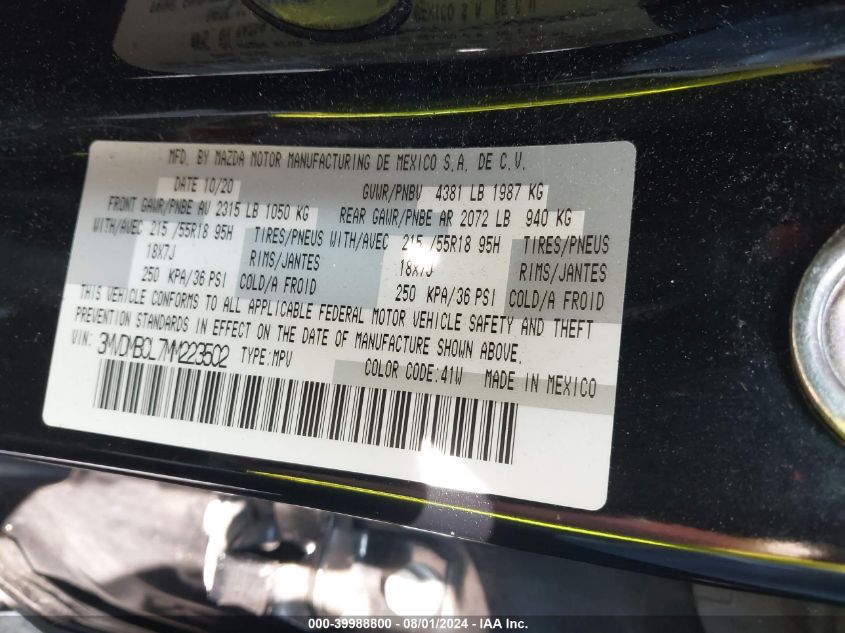 MFD. BY MAZDA MOTOR MANUFACTURING DE MEXICO S.A. DE C.V.
DATE 10/20 GVWR/PNBV 4381 LB 1987 KG
FRONT GAWR/PNBE AV 2315 LB 1050 KG REAR GAWR/PNBE AR 2072 LB 940 KG
WITH/AVEC 215 /55R18 95H TIRES/PNEUS WITH/AVEC 215 /55R18 95H TIRES/PNEUS
18X7J RIMS/JANTES 18X7J RIMS/JANTES
250 KPA/36 PSI COLD/A FROID 250 KPA/36 PSI COLD/A FROID
THIS VEHICLE CONFORMS TO ALL APPLICABLE FEDERAL MOTOR VEHICLE SAFETY AND THEFT
PREVENTION STANDARDS IN EFFECT ON THE DATE OF MANUFACTURE SHOWN ABOVE.
VIN: 3MVDMBCL7MM223502 TYPE:MPV
COLOR CODE:41W MADE IN MEXICO
000-39988800 - 08/01/2024 - IAA Inc.